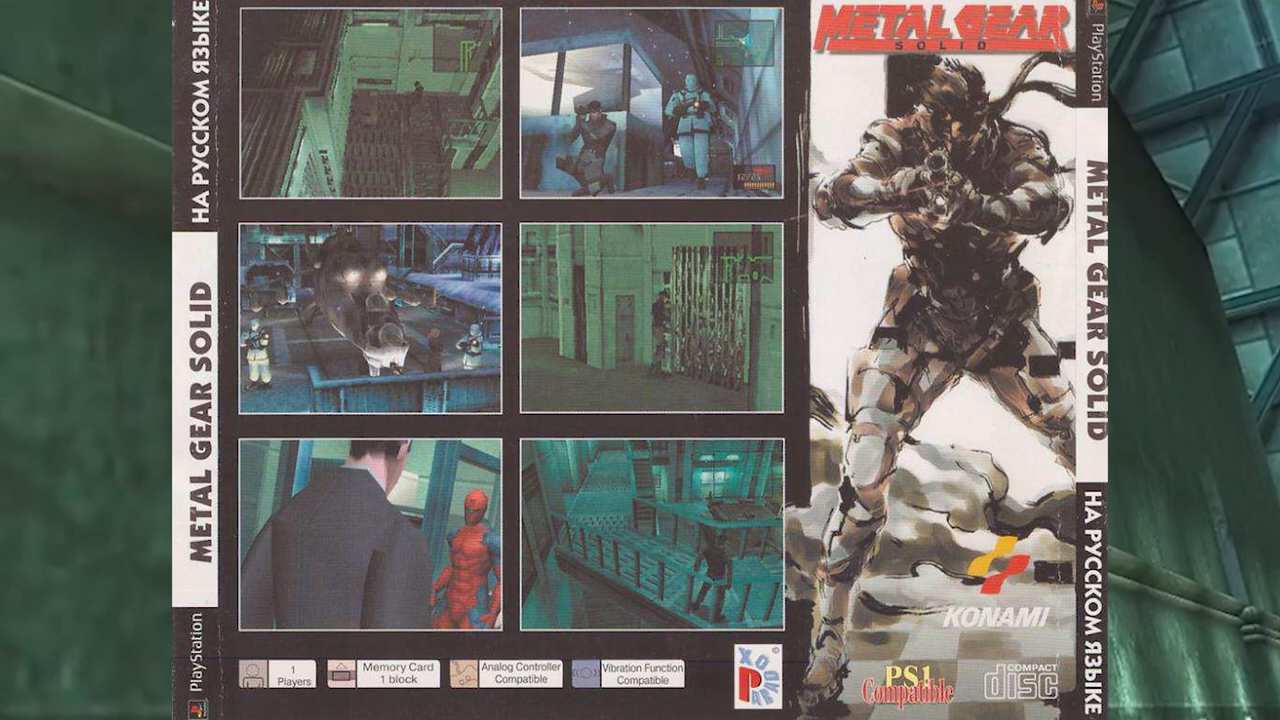 НА РУССКОМ ЯЗЫКЕ
METAL GEAR SOLID
PlayStation
1
Players
Memory Card
1 block
Analog Controller
Compatible
Vibration Function
Compatible
METAL GEAR
SOLID
KONAMI
PS1
Compatible
COMPACT
disc
PlayStation
METAL GEAR SOLID
НА РУССКОМ ЯЗЫКЕ